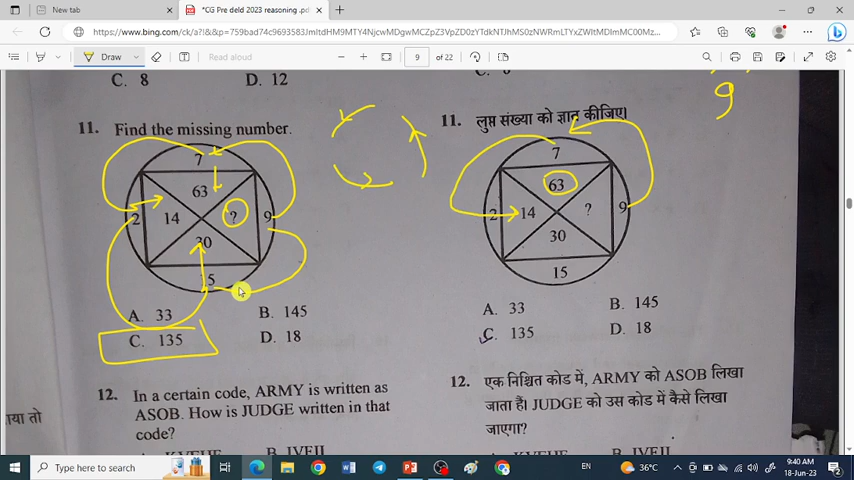 New tab
*CG Pre deld 2023 reasoning .pdf
https://www.bing.com/ck/a?!&&p=759bad74c9693583JmltdHM9MTY4NjcwMDgwMCZpZ3VpZD0zYTdkNTJhMS0zNWRmLTYxZWItMTdlMImMC00Mz...
Draw
Read aloud
9
of 22
C. 8
D. 12
9
11. Find the missing number.
7
63
2
14
?
9
30
15
A. 33
B. 145
C. 135
D. 18
12. In a certain code, ARMY is written as
ASOB. How is JUDGE written in that
code?
11. लुप्त संख्या को ज्ञात कीजिए।
7
63
2
14
?
9
30
15
A. 33
B. 145
C. 135
D. 18
12. एक निश्चित कोड में, ARMY को ASOB लिखा
जाता हैं। JUDGE को उस कोड में कैसे लिखा
जाएगा?
गया तो
Type here to search
EN
36°C
9:40 AM
18-Jun-23
2